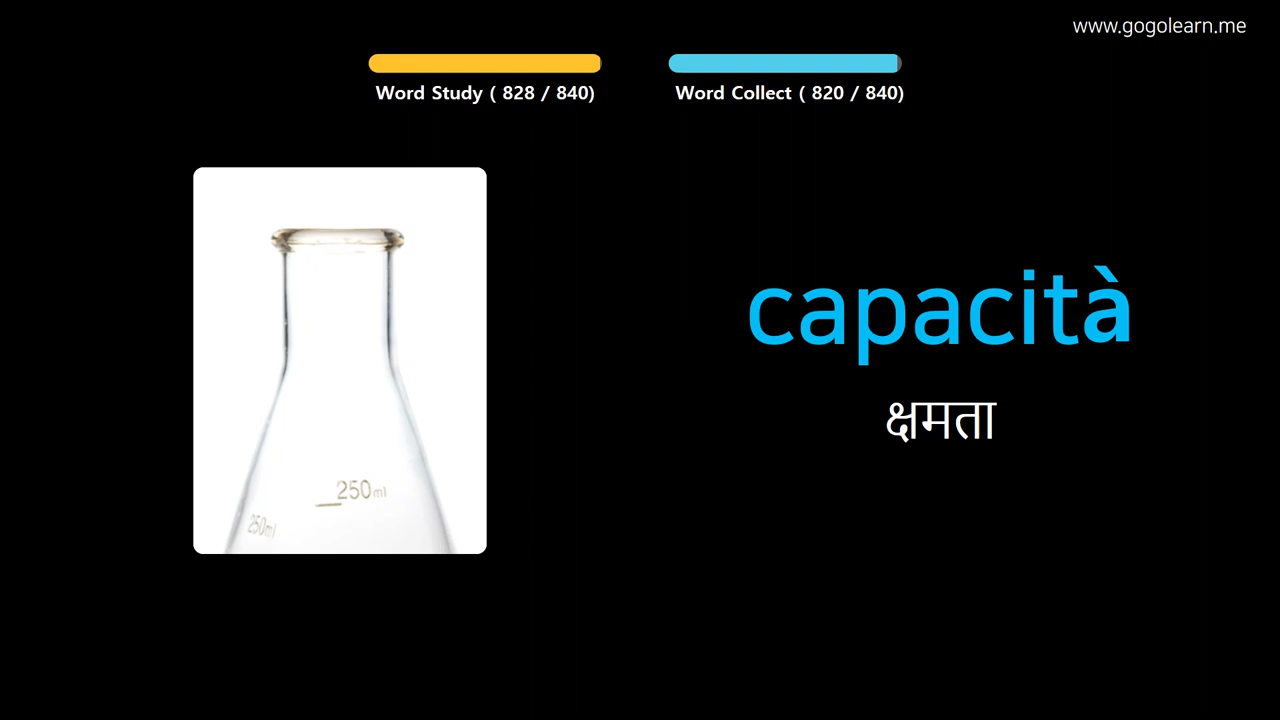 www.gogolearn.me
Word Study ( 828 / 840)
Word Collect ( 820 / 840)
capacità
क्षमता
250ml
250ml